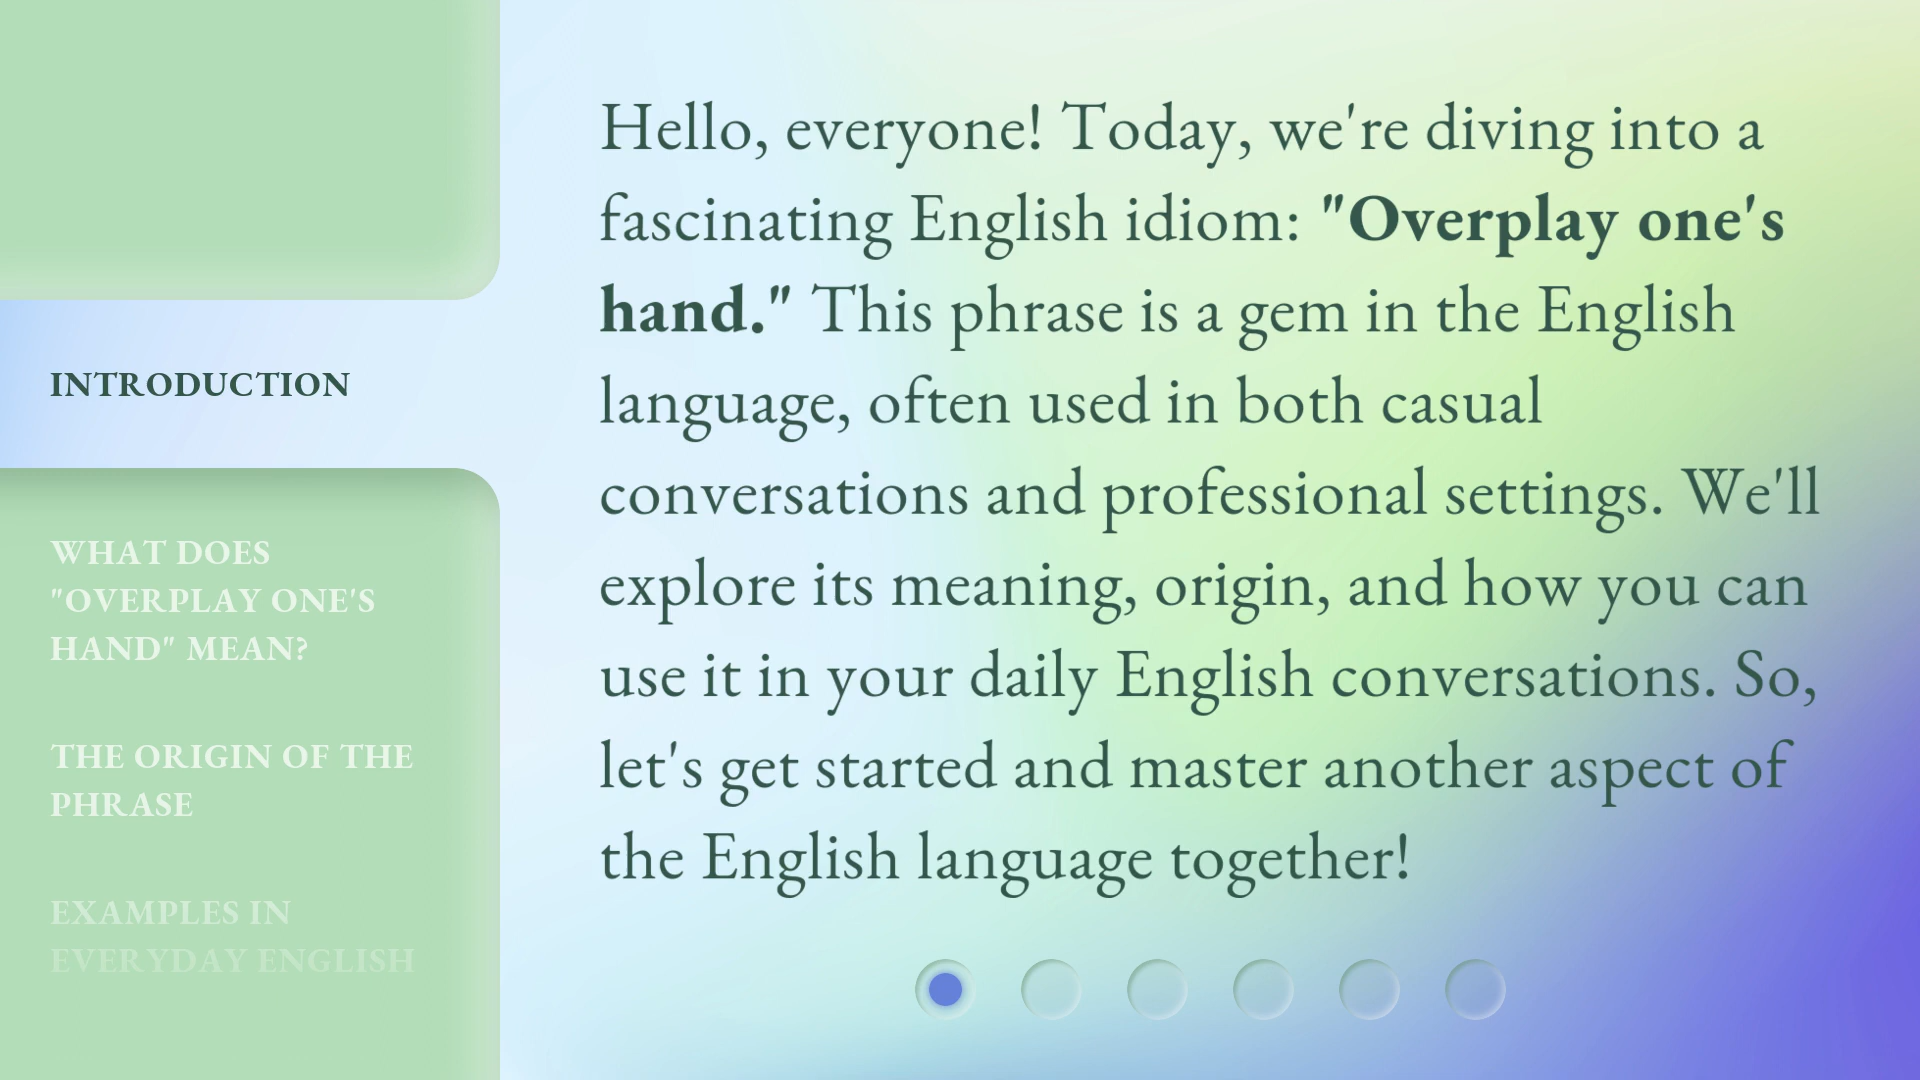 INTRODUCTION
WHAT DOES
"OVERPLAY ONE'S
HAND" MEAN?
THE ORIGIN OF THE
PHRASE
EXAMPLES IN
EVERYDAY ENGLISH
Hello, everyone! Today, we're diving into a
fascinating English idiom: "Overplay one's
hand." This phrase is a gem in the English
language, often used in both casual
conversations and professional settings. We'll
explore its meaning, origin, and how you can
use it in your daily English conversations. So,
let's get started and master another aspect of
the English language together!